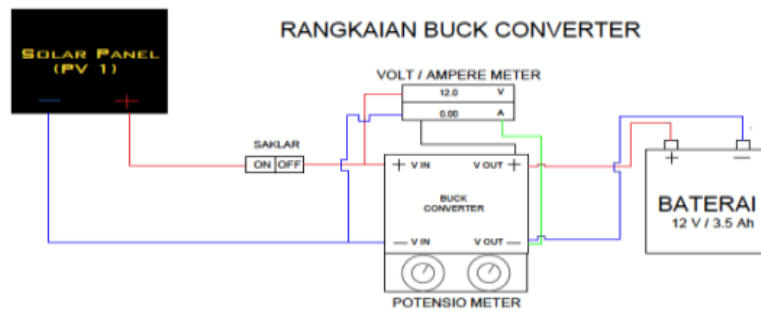 RANGKAIAN BUCK CONVERTER
SOLAR PANEL
(PV 1)
— +
VOLT / AMPERE METER
12.0 V
0.00 A
SAKLAR
ON OFF
+ V IN V OUT +
BUCK
CONVERTER
— V IN V OUT —
POTENSIO METER
+ —
BATERAI
12 V / 3.5 Ah